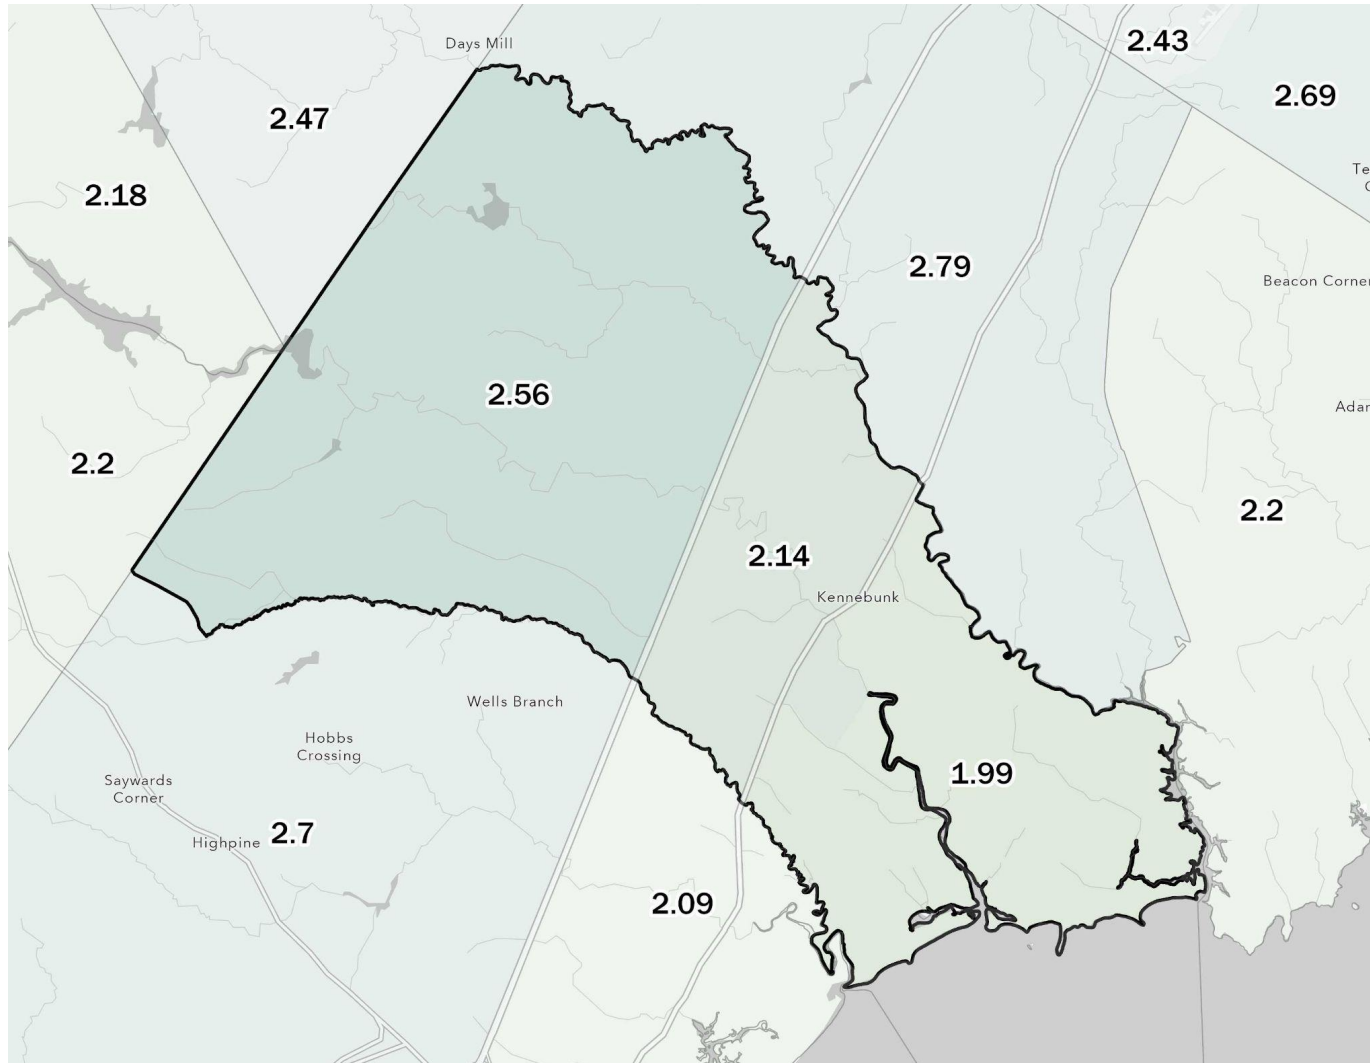 Days Mill
2.43
2.69
2.47
Te
C
2.18
2.79
Beacon Corner
2.56
Adar
2.2
2.2
2.14
Kennebunk
Wells Branch
Hobbs
Crossing
1.99
Saywards
Corner
2.7
Highpine
2.09